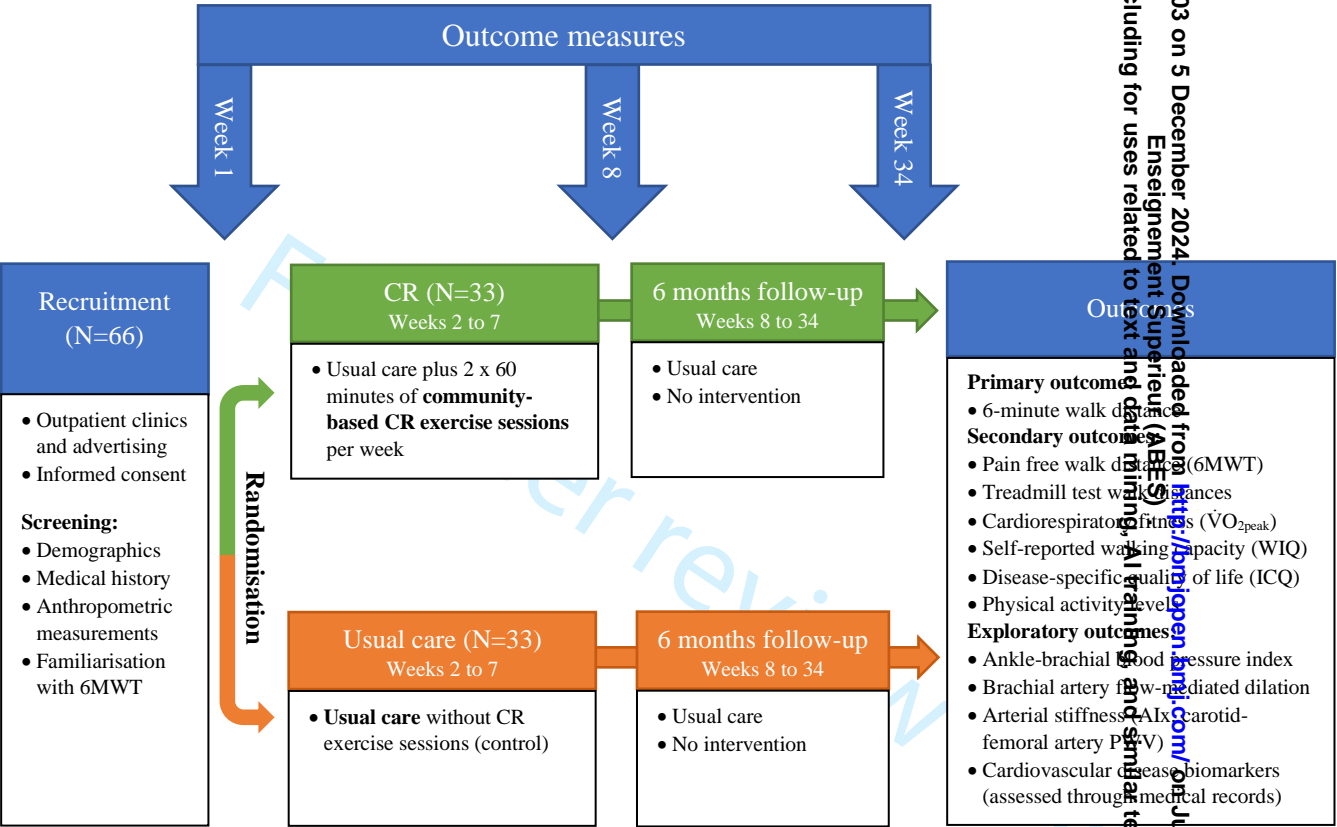 Outcome measures
Week 1
Week 8
Week 34
Recruitment
(N=66)
• Outpatient clinics
and advertising
• Informed consent
Screening:
• Demographics
• Medical history
• Anthropometric
measurements
• Familiarisation
with 6MWT
Randomisation
CR (N=33)
Weeks 2 to 7
• Usual care plus 2 x 60
minutes of community-
based CR exercise sessions
per week
6 months follow-up
Weeks 8 to 34
• Usual care
• No intervention
Usual care (N=33)
Weeks 2 to 7
• Usual care without CR
exercise sessions (control)
6 months follow-up
Weeks 8 to 34
• Usual care
• No intervention
Outcomes
Primary outcome:
• 6-minute walk distance
Secondary outcomes:
• Pain free walk distance (6MWT)
• Treadmill test walk distances
• Cardiorespiratory fitness (V̇O2peak)
• Self-reported walking capacity (WIQ)
• Disease-specific quality of life (ICQ)
• Physical activity levels
Exploratory outcomes:
• Ankle-brachial blood pressure index
• Brachial artery flow-mediated dilation
• Arterial stiffness (AIx, carotid-
femoral artery PWV)
• Cardiovascular disease biomarkers
(assessed through medical records)
03 on 5 December 2024. Downloaded from http://bmjopen.bmj.com/ on
Enseignement Superieur (ABES) .
for uses related to text and data mining, AI training, and similar
er review